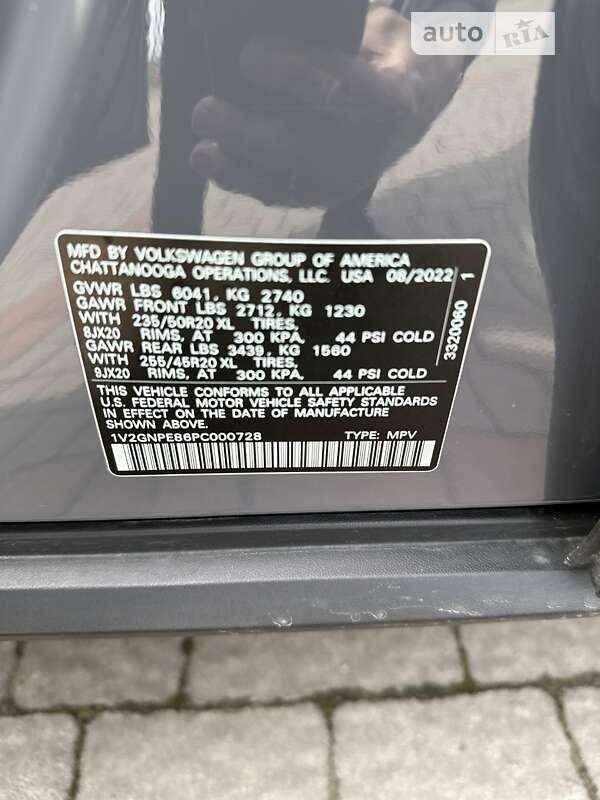 auto RIA
MFD BY VOLKSWAGEN GROUP OF AMERICA
CHATTANOOGA OPERATIONS, LLC. USA 08/2022
GVWR LBS 6041, KG 2740
GAWR FRONT LBS 2712, KG 1230
WITH 235/50R20 XL TIRES,
8JX20 RIMS, AT 300 KPA, 44 PSI COLD
GAWR REAR LBS 3439, KG 1560
WITH 255/45R20 XL TIRES,
9JX20 RIMS, AT 300 KPA, 44 PSI COLD
THIS VEHICLE CONFORMS TO ALL APPLICABLE
U.S. FEDERAL MOTOR VEHICLE SAFETY STANDARDS
IN EFFECT ON THE DATE OF MANUFACTURE
SHOWN ABOVE.
1V2GNPE86PC000728 TYPE: MPV
3320060 1